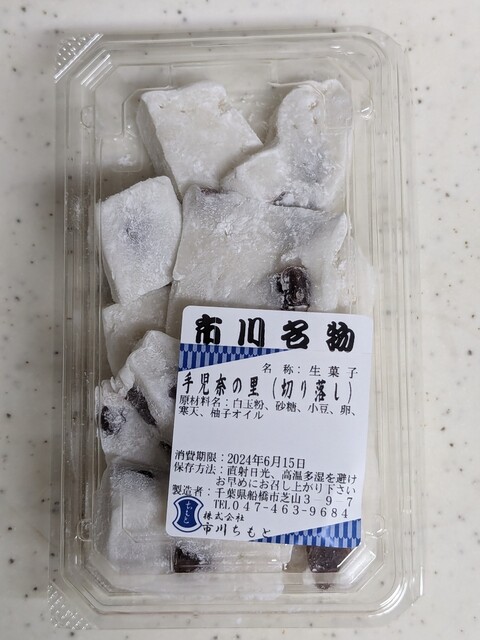 市川名物
名称：生菓子
手児奈の里（切り落し）
原材料名：白玉粉、砂糖、小豆、卵、
寒天、柚子オイル
消費期限：2024年6月15日
保存方法：直射日光、高温多湿を避け
お早めにお召し上がり下さい
製造者：千葉県船橋市芝山3－9－7
TEL047-463-9684
ちもと
株式会社
市川ちもと